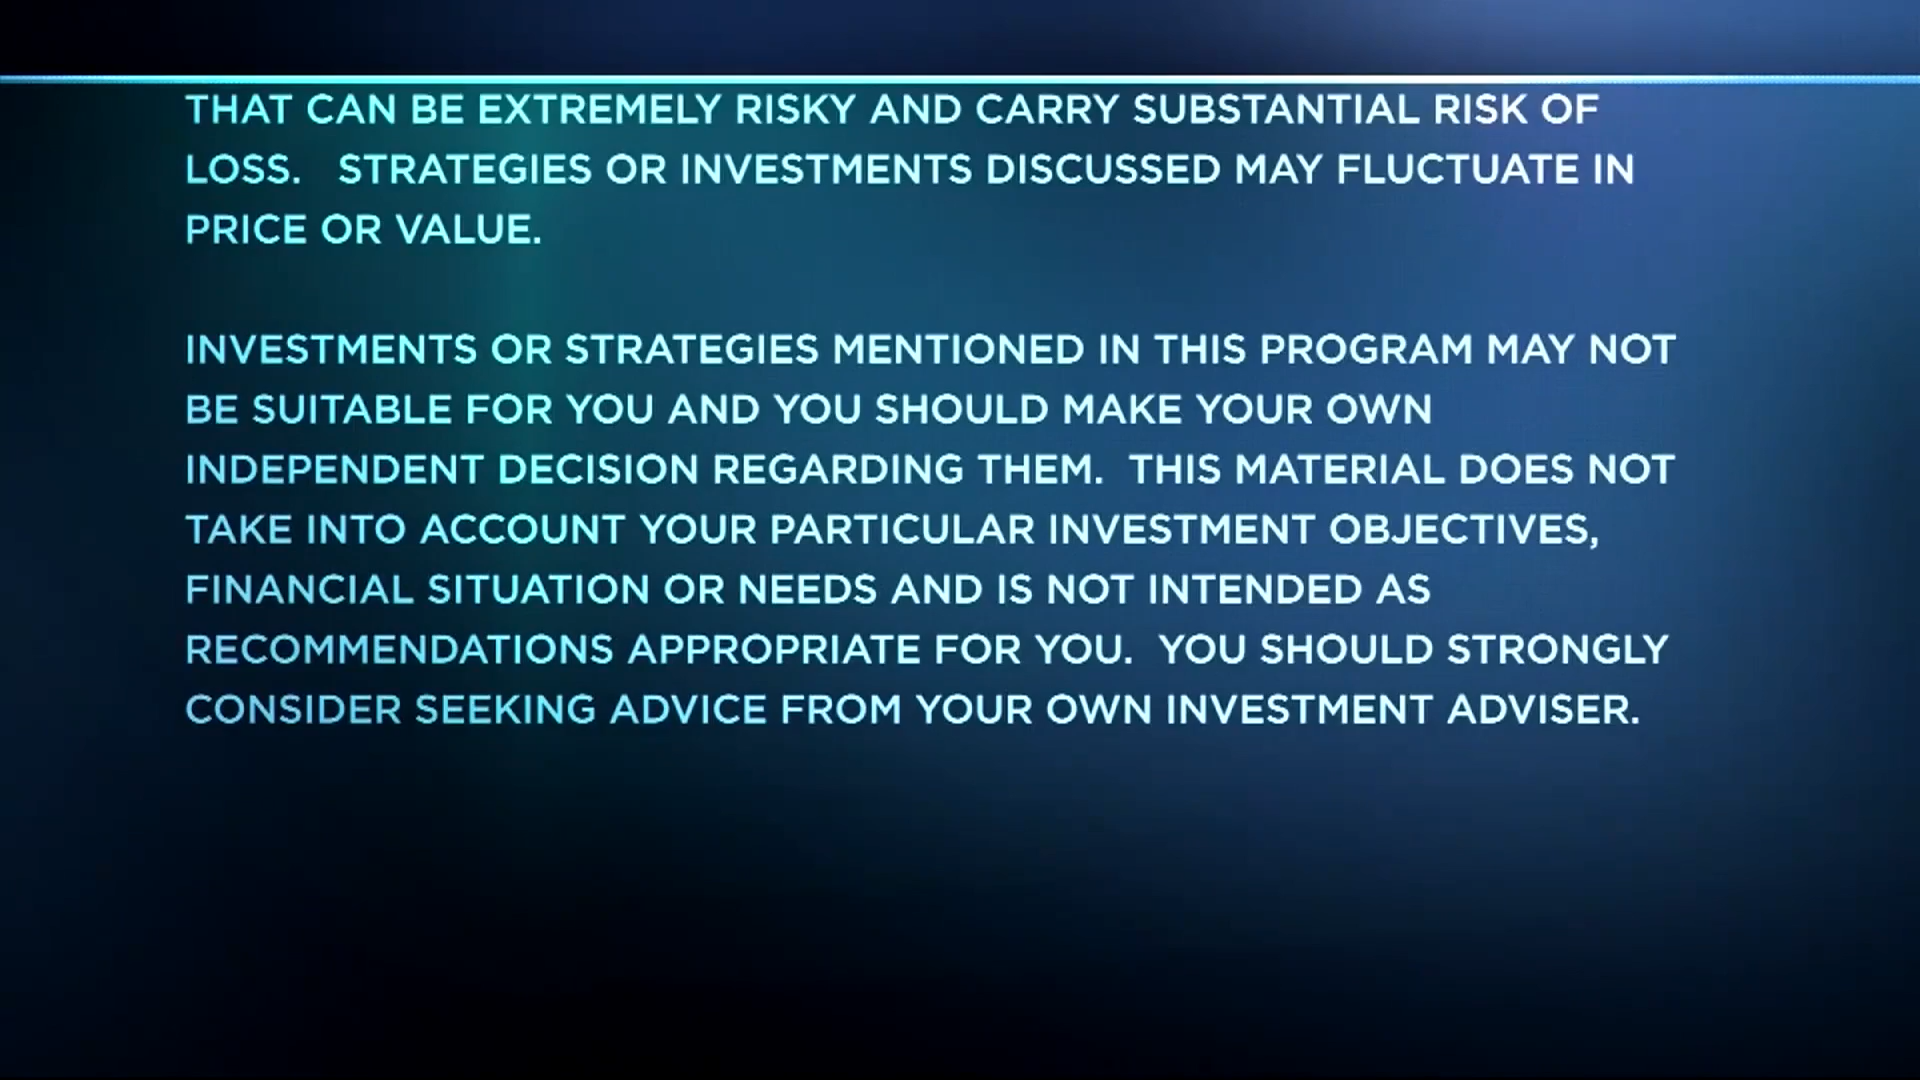 THAT CAN BE EXTREMELY RISKY AND CARRY SUBSTANTIAL RISK OF
LOSS. STRATEGIES OR INVESTMENTS DISCUSSED MAY FLUCTUATE IN
PRICE OR VALUE.
INVESTMENTS OR STRATEGIES MENTIONED IN THIS PROGRAM MAY NOT
BE SUITABLE FOR YOU AND YOU SHOULD MAKE YOUR OWN
INDEPENDENT DECISION REGARDING THEM. THIS MATERIAL DOES NOT
TAKE INTO ACCOUNT YOUR PARTICULAR INVESTMENT OBJECTIVES,
FINANCIAL SITUATION OR NEEDS AND IS NOT INTENDED AS
RECOMMENDATIONS APPROPRIATE FOR YOU. YOU SHOULD STRONGLY
CONSIDER SEEKING ADVICE FROM YOUR OWN INVESTMENT ADVISER.